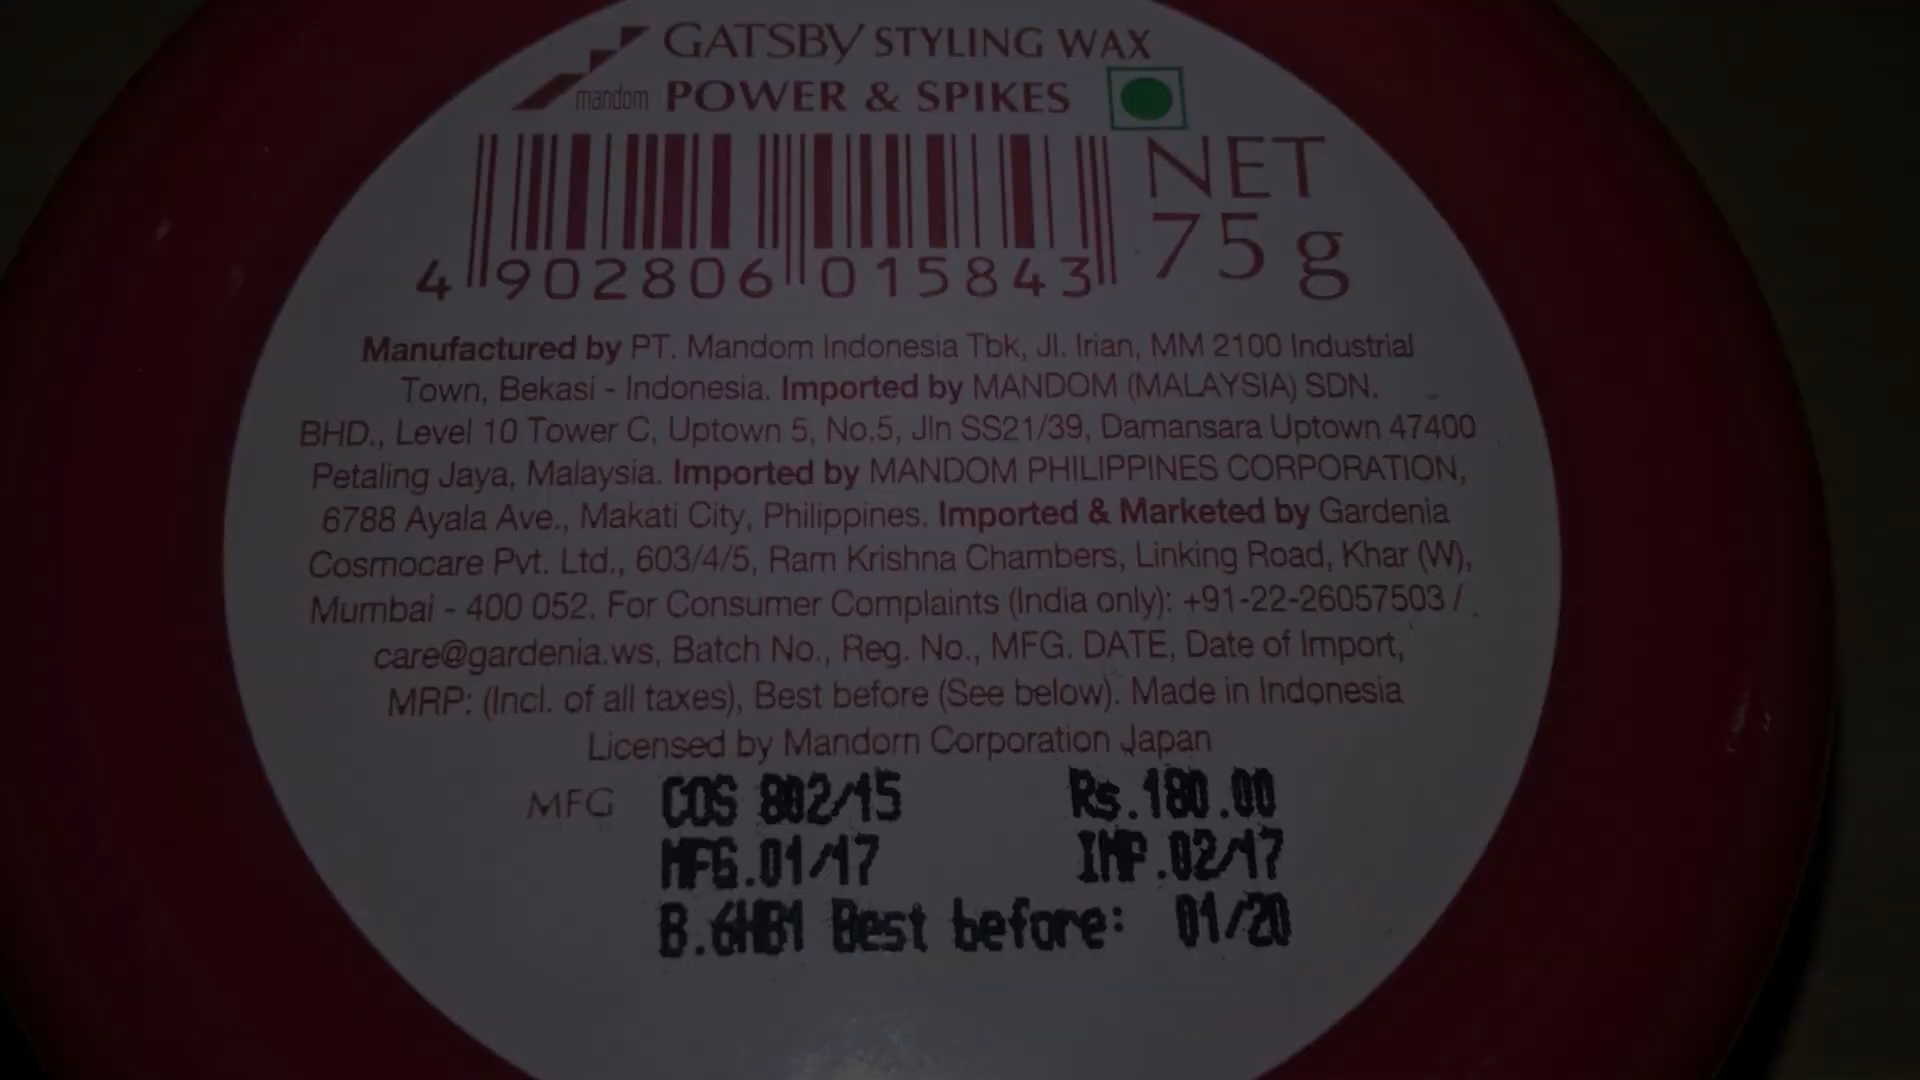 GATSBY STYLING WAX
mandom POWER & SPIKES
NET
75 g
4 902806 015843
Manufactured by PT. Mandom Indonesia Tbk, Jl. Irian, MM 2100 Industrial
Town, Bekasi - Indonesia. Imported by MANDOM (MALAYSIA) SDN.
BHD., Level 10 Tower C, Uptown 5, No.5, Jln SS21/39, Damansara Uptown 47400
Petaling Jaya, Malaysia. Imported by MANDOM PHILIPPINES CORPORATION,
6788 Ayala Ave., Makati City, Philippines. Imported & Marketed by Gardenia
Cosmocare Pvt. Ltd., 603/4/5, Ram Krishna Chambers, Linking Road, Khar (W),
Mumbai - 400 052. For Consumer Complaints (India only): +91-22-26057503 /
care@gardenia.ws, Batch No., Reg. No., MFG. DATE, Date of Import,
MRP: (Incl. of all taxes), Best before (See below). Made in Indonesia
Licensed by Mandom Corporation Japan
MFG COS 802/15 Rs.180.00
MFG.01/17 IMP.02/17
B.6HB1 Best before: 01/20